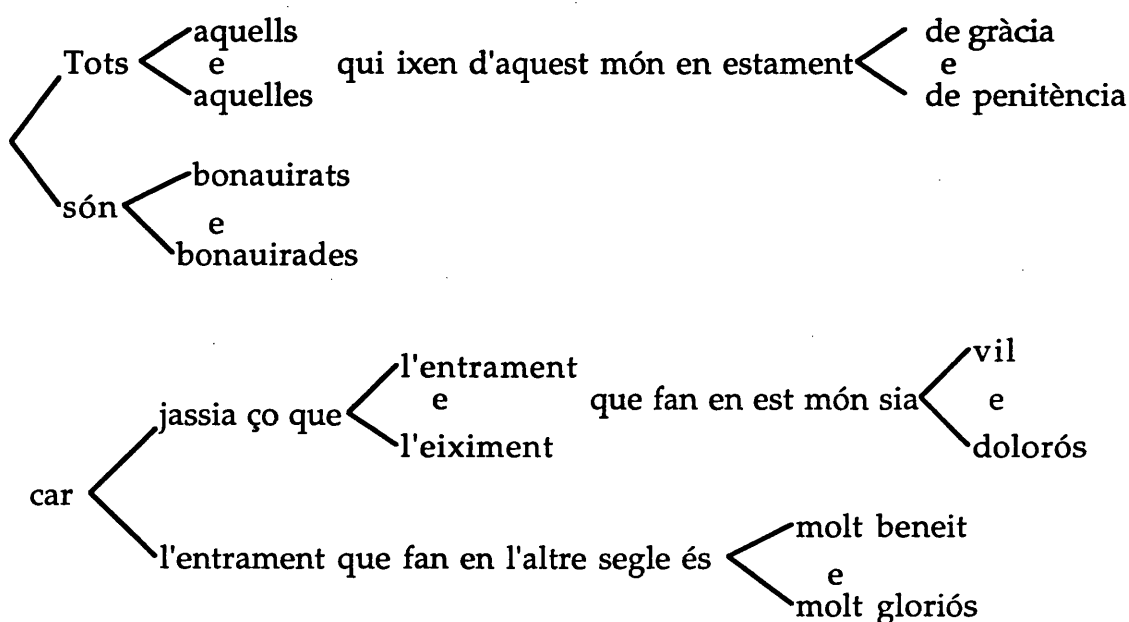 aquells
de gràcia
Tots e qui ixen d'aquest món en estament e
aquelles
de penitència
bonauirats
són
e
bonauirades
vil
l'entrament
e que fan en est món sia e
jassia ço que
l'eiximent
dolorós
car
molt beneit
l'entrament que fan en l'altre segle és
e
molt gloriós